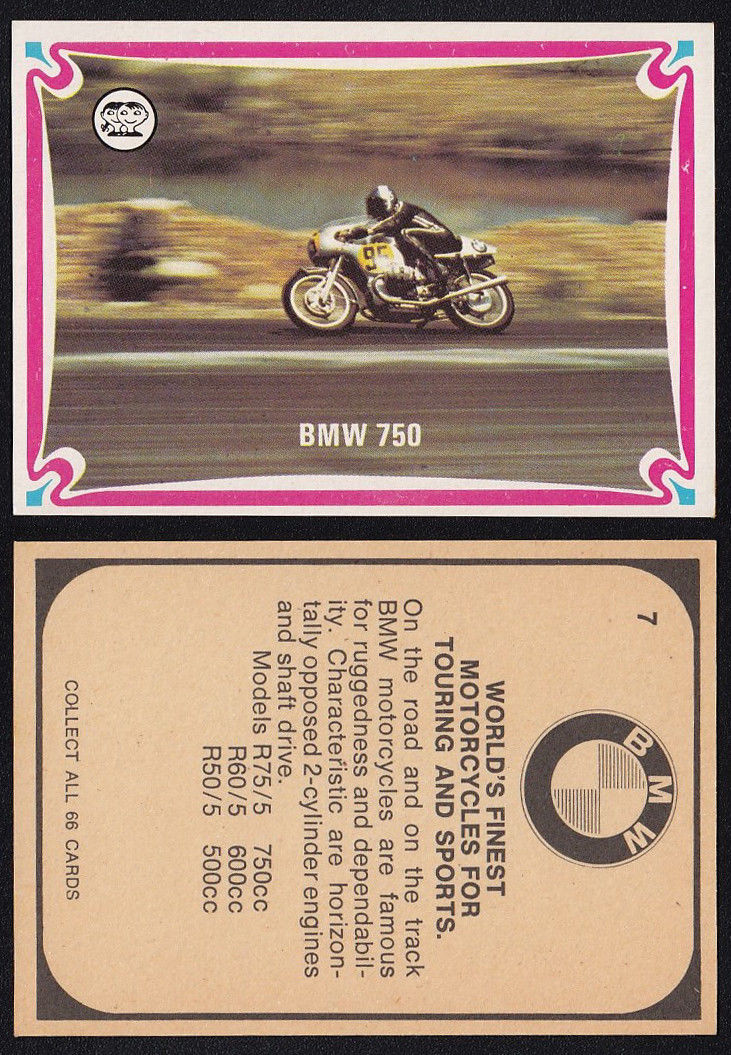 95
BMW 750
7
BMW
WORLD'S FINEST
MOTORCYCLES FOR
TOURING AND SPORTS.
On the road and on the track
BMW motorcycles are famous
for ruggedness and dependabil-
ity. Characteristic are horizon-
tally opposed 2-cylinder engines
and shaft drive.
Models R75/5 750cc
R60/5 600cc
R50/5 500cc
COLLECT ALL 66 CARDS